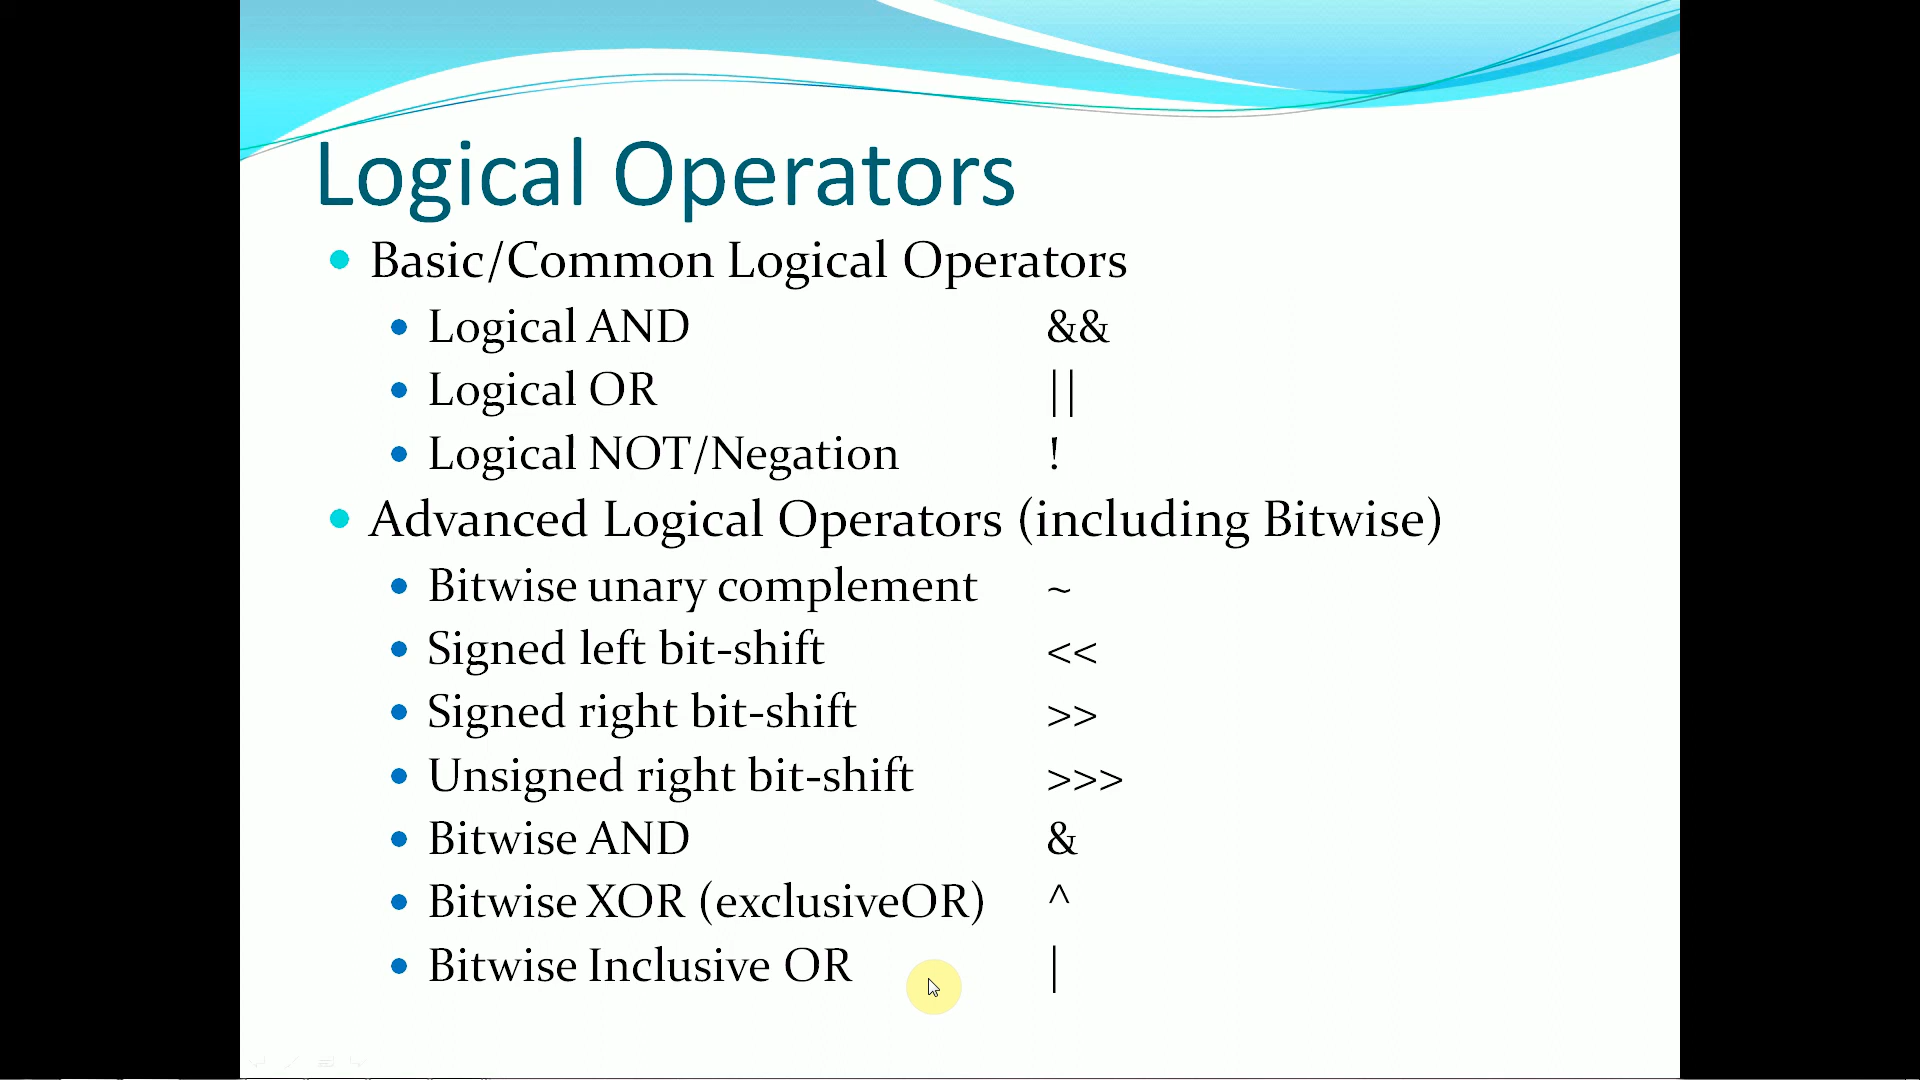 Logical Operators
Basic/Common Logical Operators
Logical AND &&
Logical OR ||
Logical NOT/Negation !
Advanced Logical Operators (including Bitwise)
Bitwise unary complement ~
Signed left bit-shift <<
Signed right bit-shift >>
Unsigned right bit-shift >>>
Bitwise AND &
Bitwise XOR (exclusiveOR) ^
Bitwise Inclusive OR |